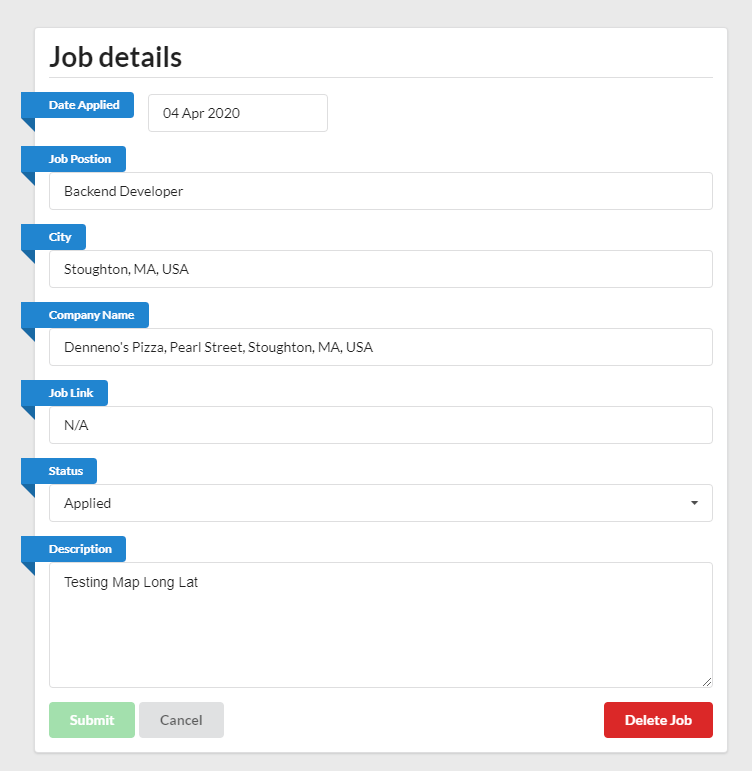 Job details
Date Applied
04 Apr 2020
Job Postion
Backend Developer
City
Stoughton, MA, USA
Company Name
Denneno's Pizza, Pearl Street, Stoughton, MA, USA
Job Link
N/A
Status
Applied
Description
Testing Map Long Lat
Submit Cancel Delete Job